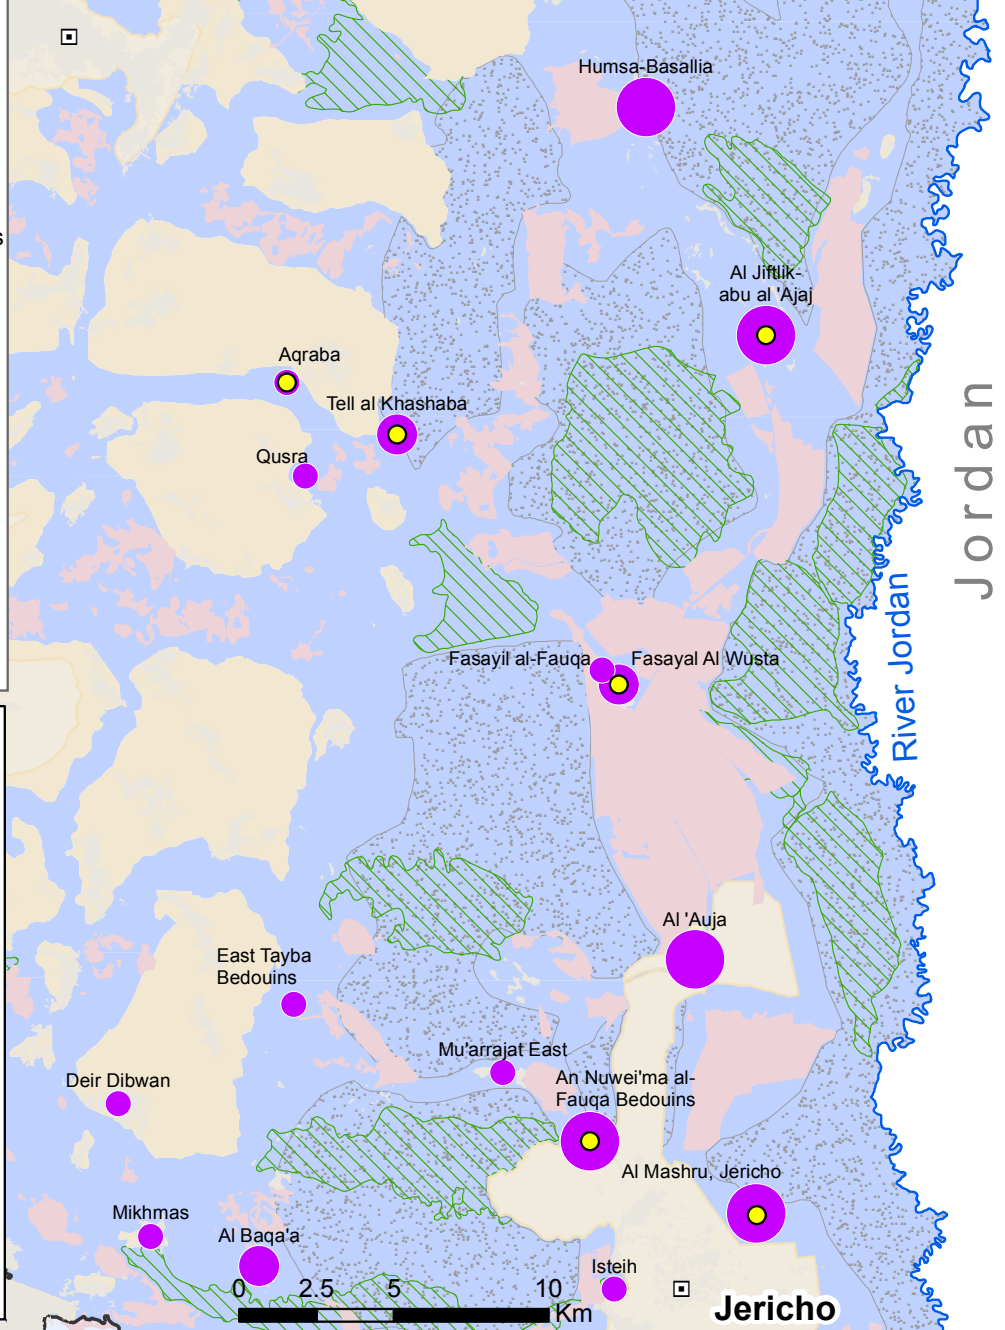 Humsa-Basallia
s
Al Jiftlik-
abu al 'Ajaj
Aqraba
Jordan
Tell al Khashaba
Qusra
River Jordan
Fasayil al-Fauqa
Fasayal Al Wusta
Al 'Auja
East Tayba
Bedouins
Mu'arrajat East
Deir Dibwan
An Nuwei'ma al-
Fauqa Bedouins
Al Mashru, Jericho
Mikhmas
Al Baqa'a
Isteih
0 2.5 5 10
Km
Jericho